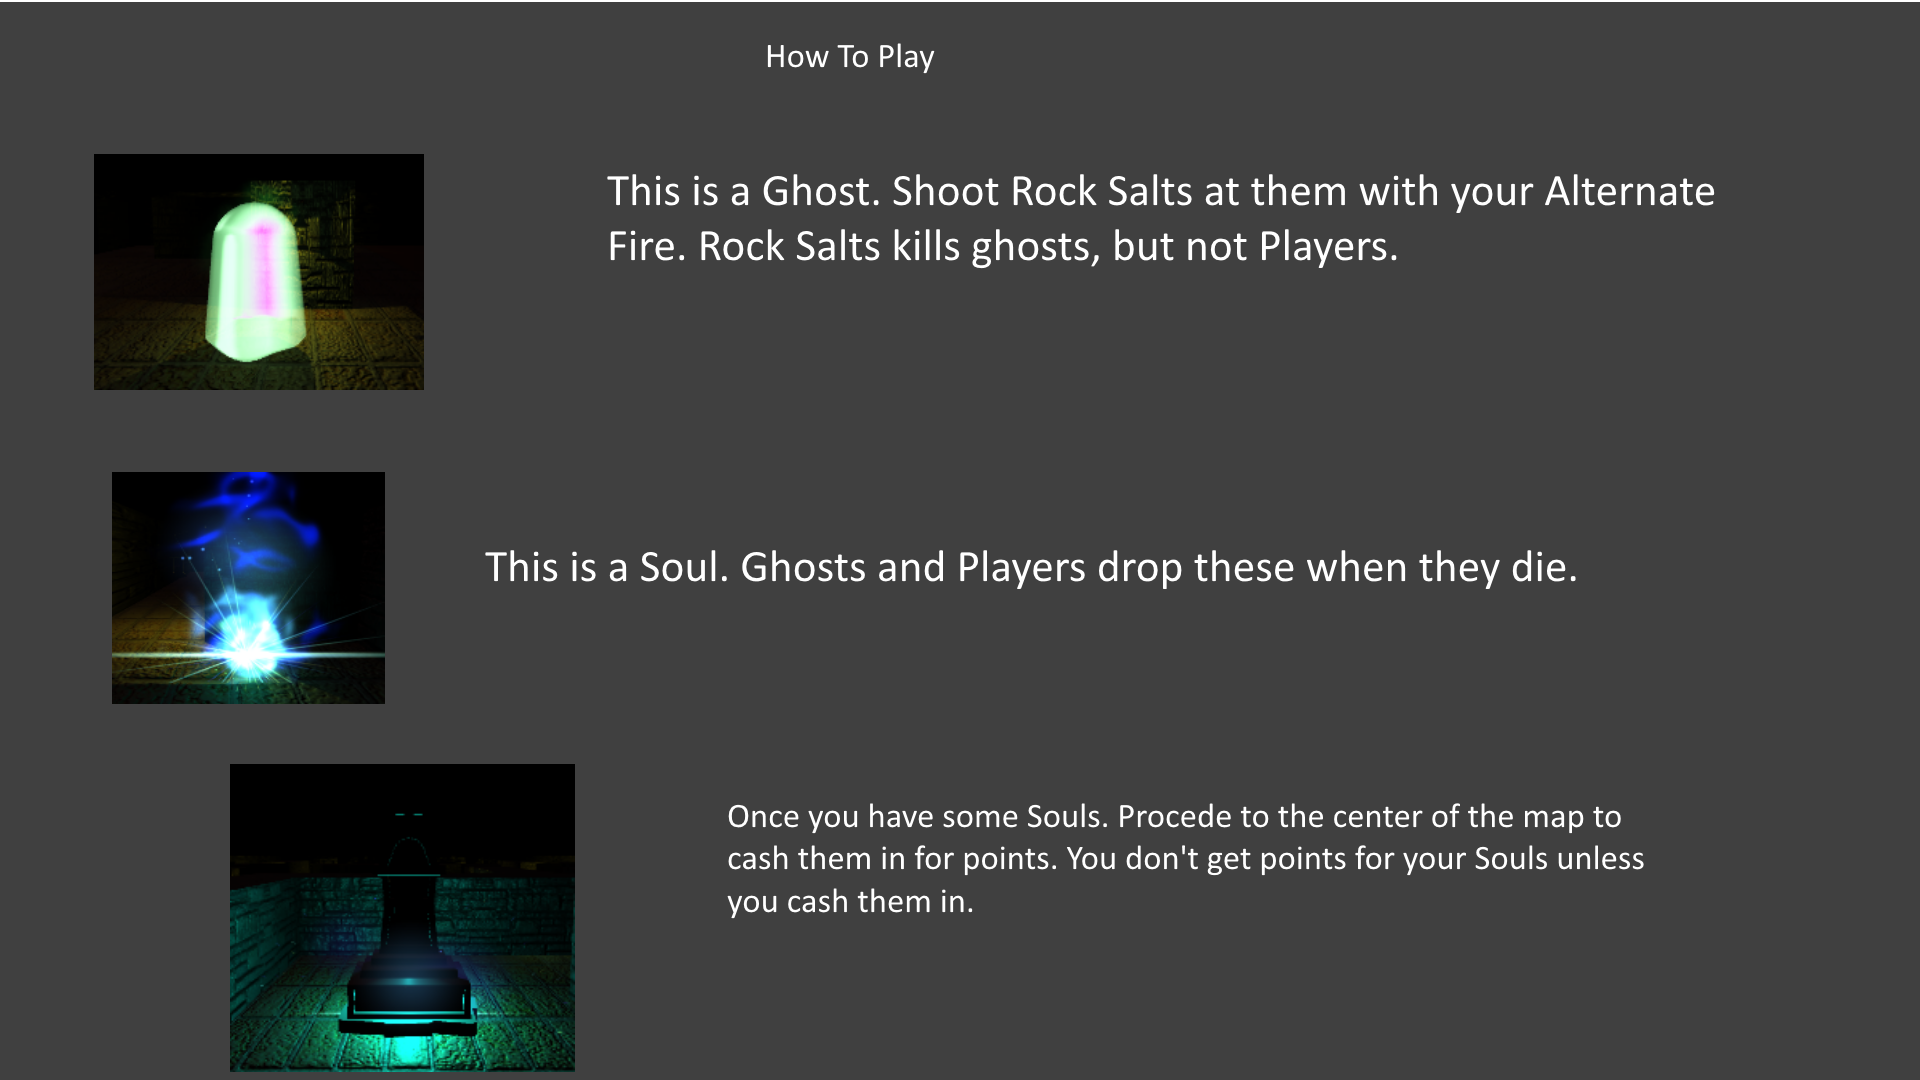 How To Play
This is a Ghost. Shoot Rock Salts at them with your Alternate
Fire. Rock Salts kills ghosts, but not Players.
This is a Soul. Ghosts and Players drop these when they die.
Once you have some Souls. Procede to the center of the map to
cash them in for points. You don't get points for your Souls unless
you cash them in.